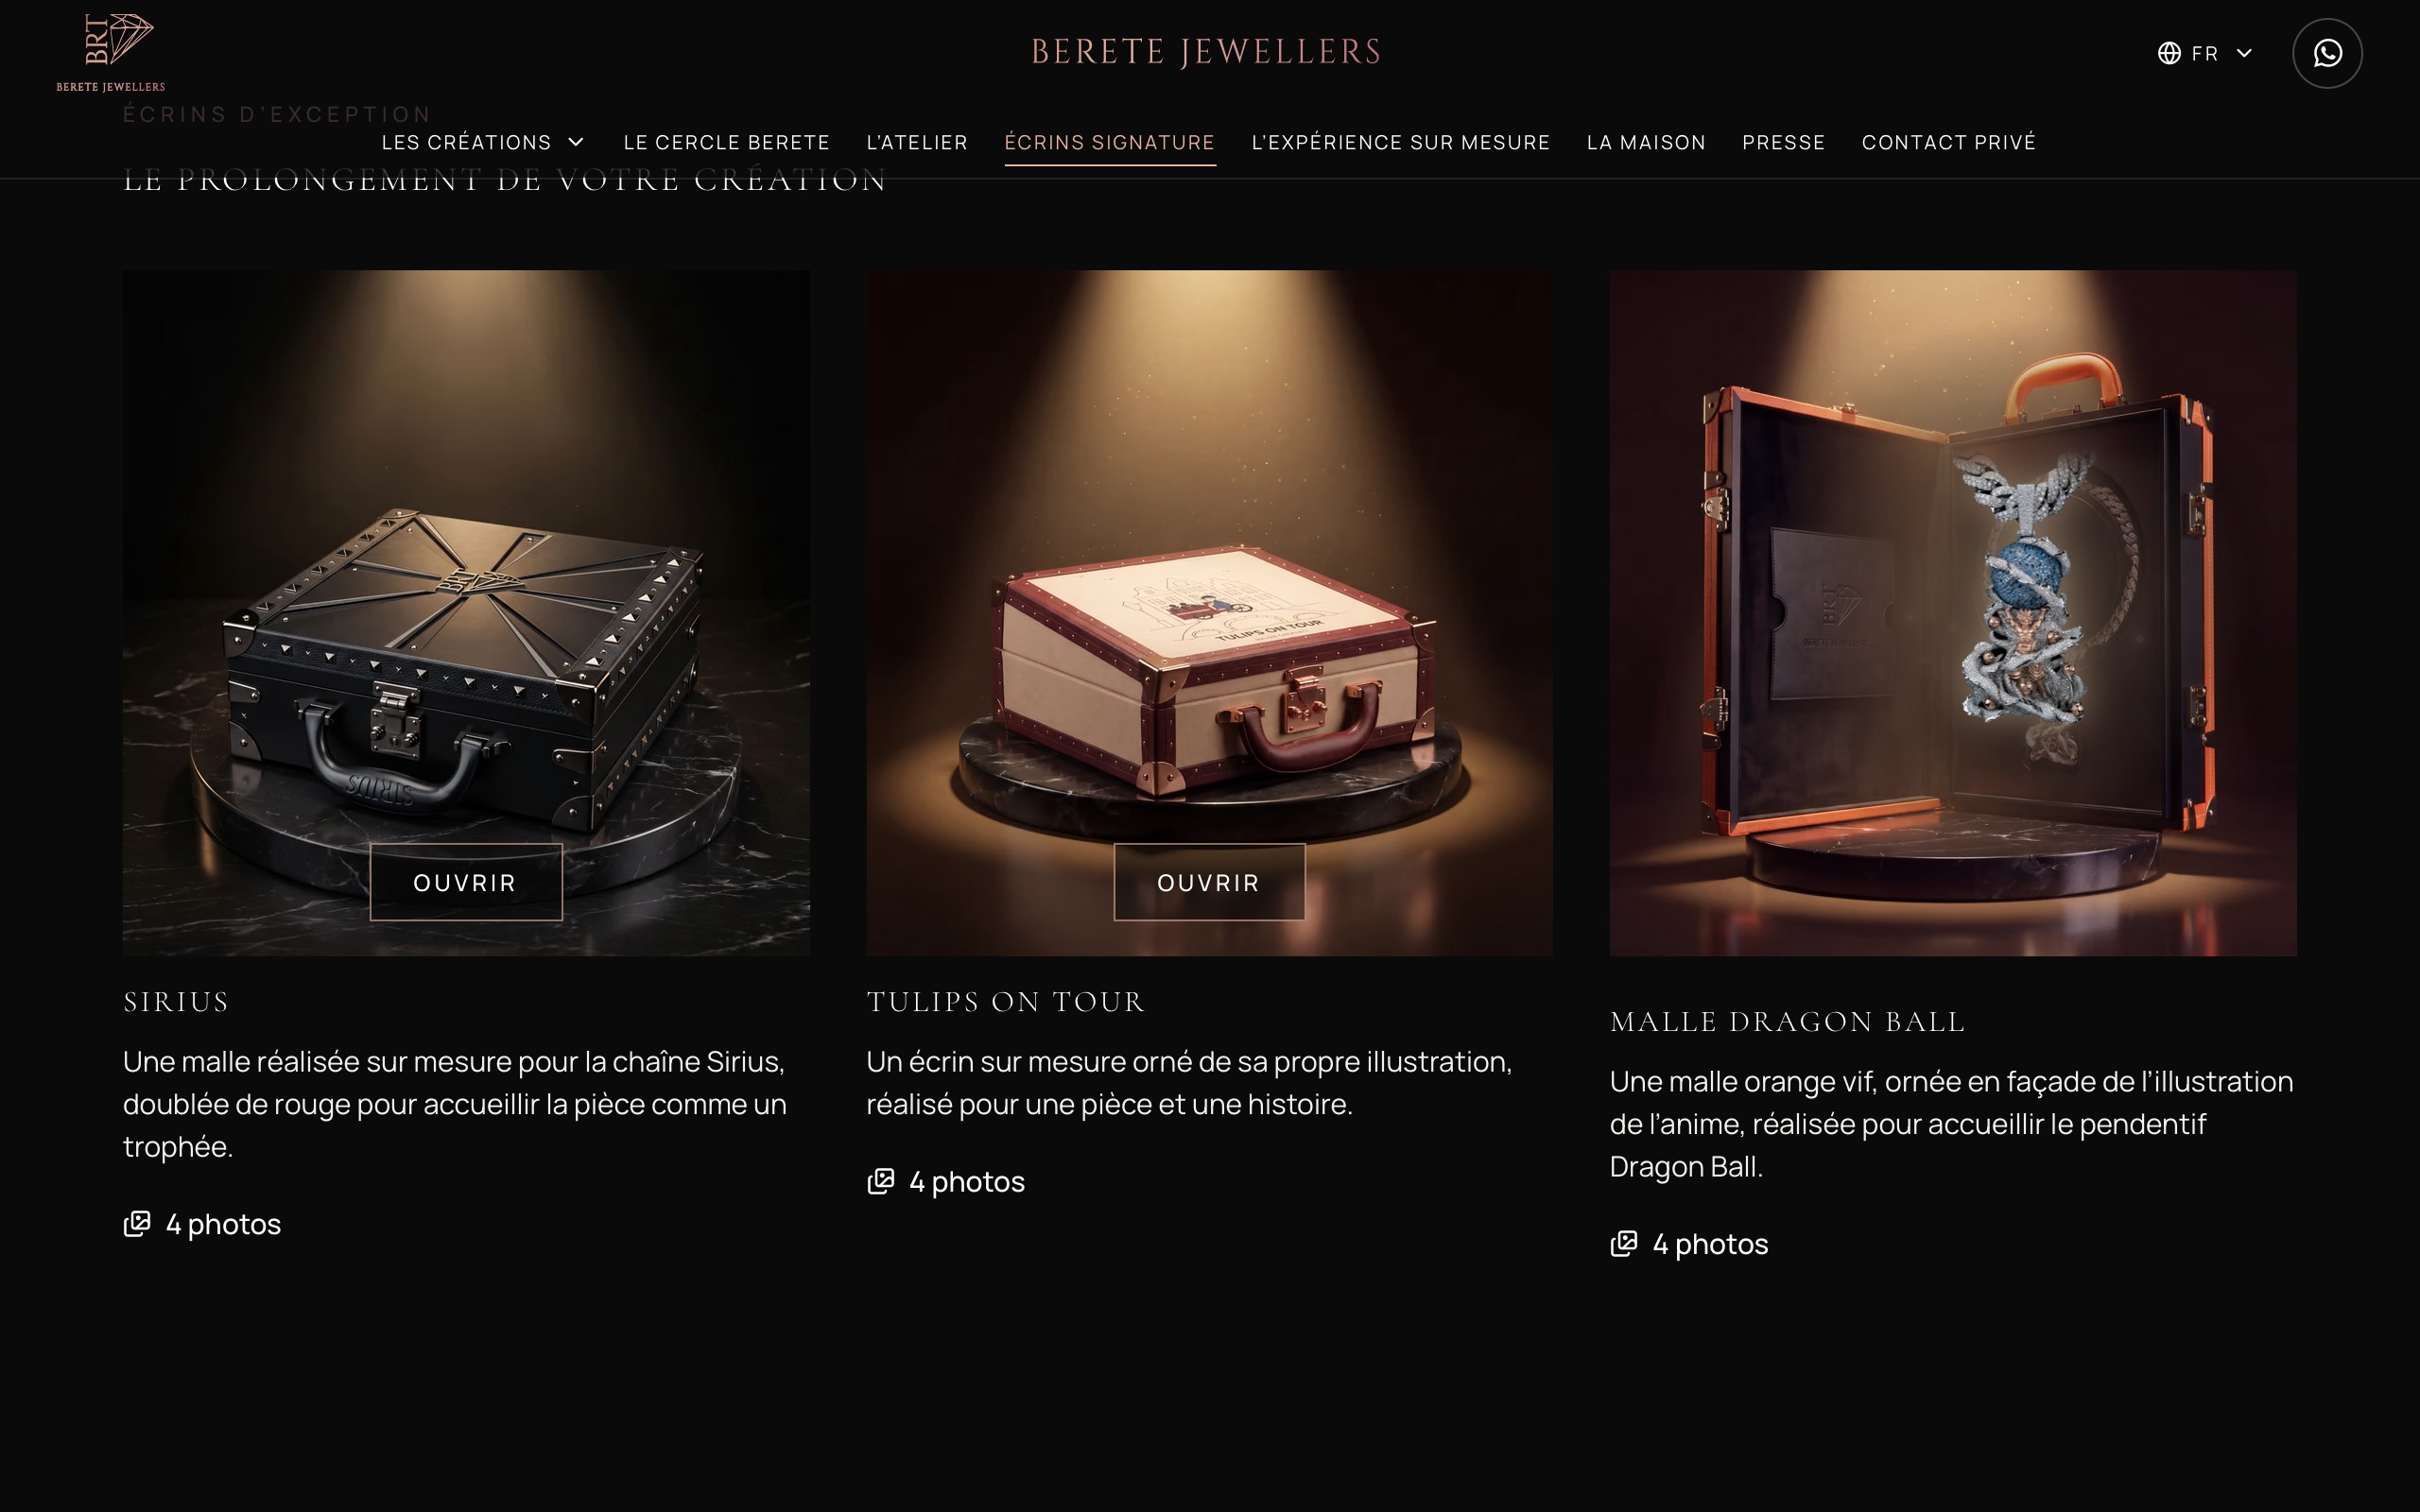 BRT
BERETE JEWELLERS
BERETE JEWELLERS
FR
ÉCRINS D’EXCEPTION
LES CRÉATIONS
LE CERCLE BERETE
L’ATELIER
ÉCRINS SIGNATURE
L’EXPÉRIENCE SUR MESURE
LA MAISON
PRESSE
CONTACT PRIVÉ
LE PROLONGEMENT DE VOTRE CRÉATION
BRT
SIRIUS
OUVRIR
SIRIUS
Une malle réalisée sur mesure pour la chaîne Sirius,
doublée de rouge pour accueillir la pièce comme un
trophée.
4 photos
TULIPS ON TOUR
OUVRIR
TULIPS ON TOUR
Un écrin sur mesure orné de sa propre illustration,
réalisé pour une pièce et une histoire.
4 photos
BRT
MALLE DRAGON BALL
Une malle orange vif, ornée en façade de l’illustration
de l’anime, réalisée pour accueillir le pendentif
Dragon Ball.
4 photos